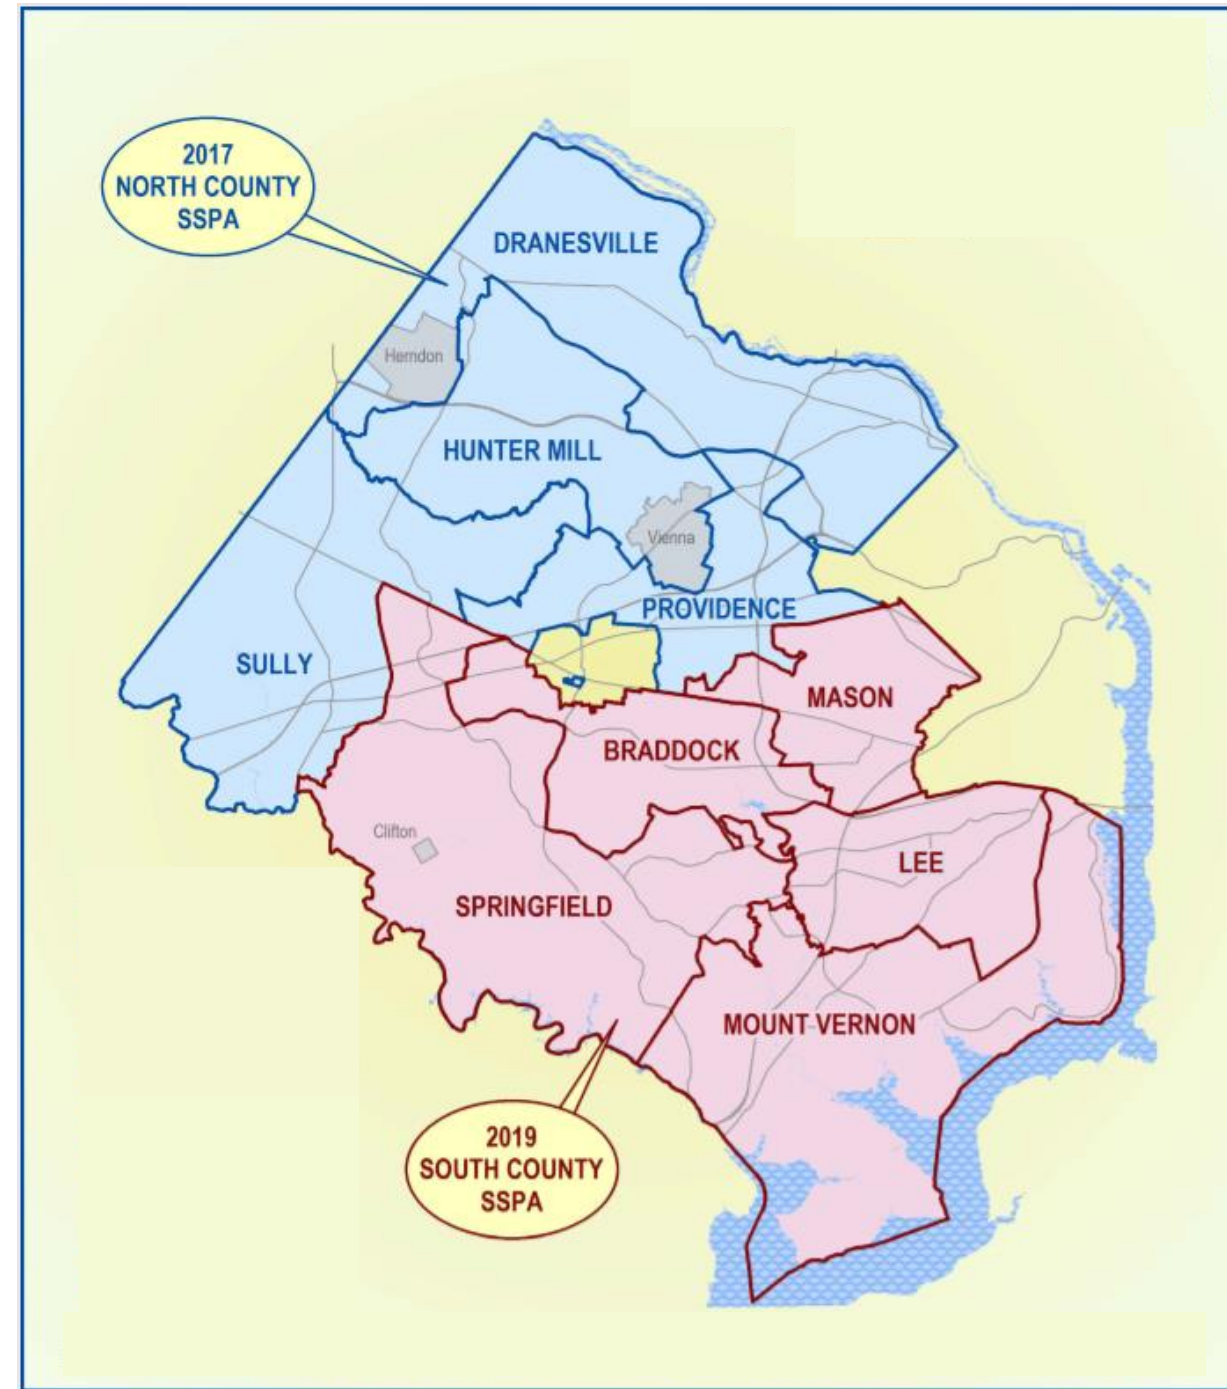 2017
NORTH COUNTY
SSPA
DRANESVILLE
Herndon
HUNTER MILL
Vienna
PROVIDENCE
SULLY
MASON
BRADDOCK
Clifton
LEE
SPRINGFIELD
MOUNT VERNON
2019
SOUTH COUNTY
SSPA